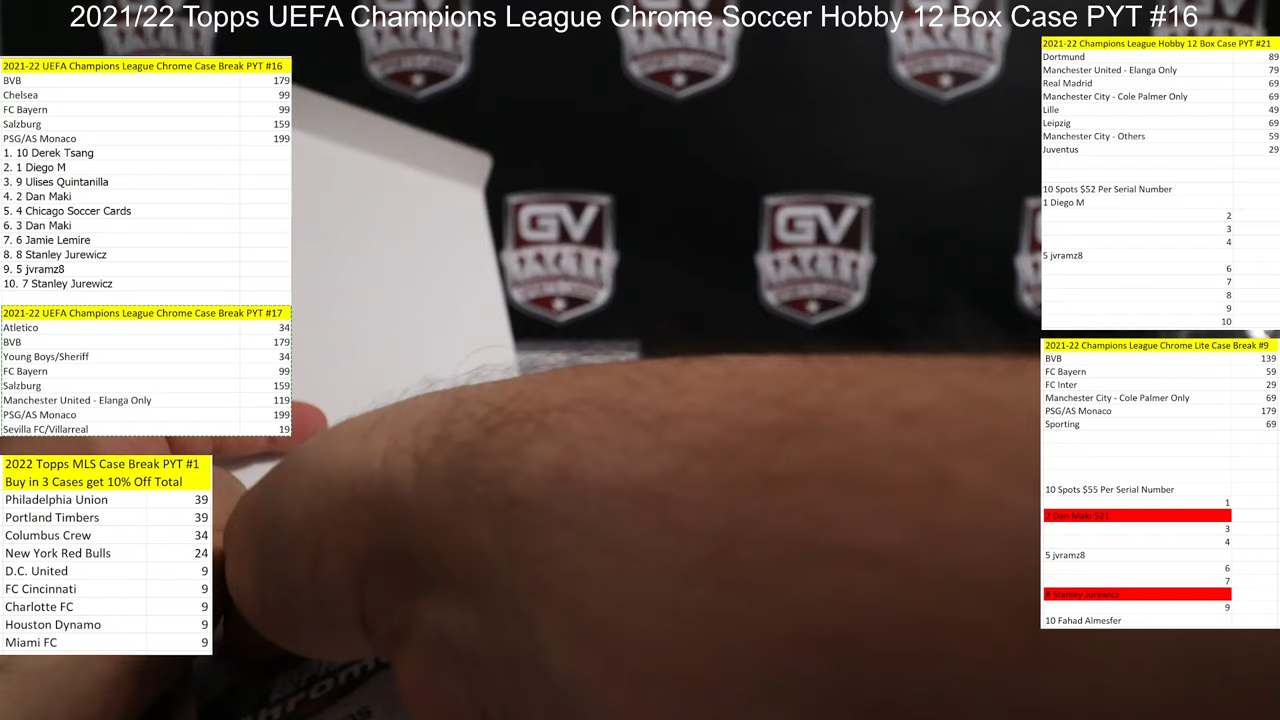 2021/22 Topps UEFA Champions League Chrome Soccer Hobby 12 Box Case PYT #16
2021-22 UEFA Champions League Chrome Case Break PYT #16
BVB 179
Chelsea 99
FC Bayern 99
Salzburg 159
PSG/AS Monaco 199
1. 10 Derek Tsang
2. 1 Diego M
3. 9 Ulises Quintanilla
4. 2 Dan Maki
5. 4 Chicago Soccer Cards
6. 3 Dan Maki
7. 6 Jamie Lemire
8. 8 Stanley Jurewicz
9. 5 jvramz8
10. 7 Stanley Jurewicz
2021-22 UEFA Champions League Chrome Case Break PYT #17
Atletico 34
BVB 179
Young Boys/Sheriff 34
FC Bayern 99
Salzburg 159
Manchester United - Elanga Only 119
PSG/AS Monaco 199
Sevilla FC/Villarreal 19
2022 Topps MLS Case Break PYT #1
Buy in 3 Cases get 10% Off Total
Philadelphia Union 39
Portland Timbers 39
Columbus Crew 34
New York Red Bulls 24
D.C. United 9
FC Cincinnati 9
Charlotte FC 9
Houston Dynamo 9
Miami FC 9
2021-22 Champions League Hobby 12 Box Case PYT #21
Dortmund 89
Manchester United - Elanga Only 79
Real Madrid 69
Manchester City - Cole Palmer Only 69
Lille 49
Leipzig 69
Manchester City - Others 59
Juventus 29
10 Spots $52 Per Serial Number
1 Diego M
2
3
4
5 jvramz8
6
7
8
9
10
2021-22 Champions League Chrome Lite Case Break #9
BVB 139
FC Bayern 59
FC Inter 29
Manchester City - Cole Palmer Only 69
PSG/AS Monaco 179
Sporting 69
10 Spots $55 Per Serial Number
1
2 Dan Maki 521
3
4
5 jvramz8
6
7
8 Stanley Jurewicz
9
10 Fahad Almesfer
GV
GV